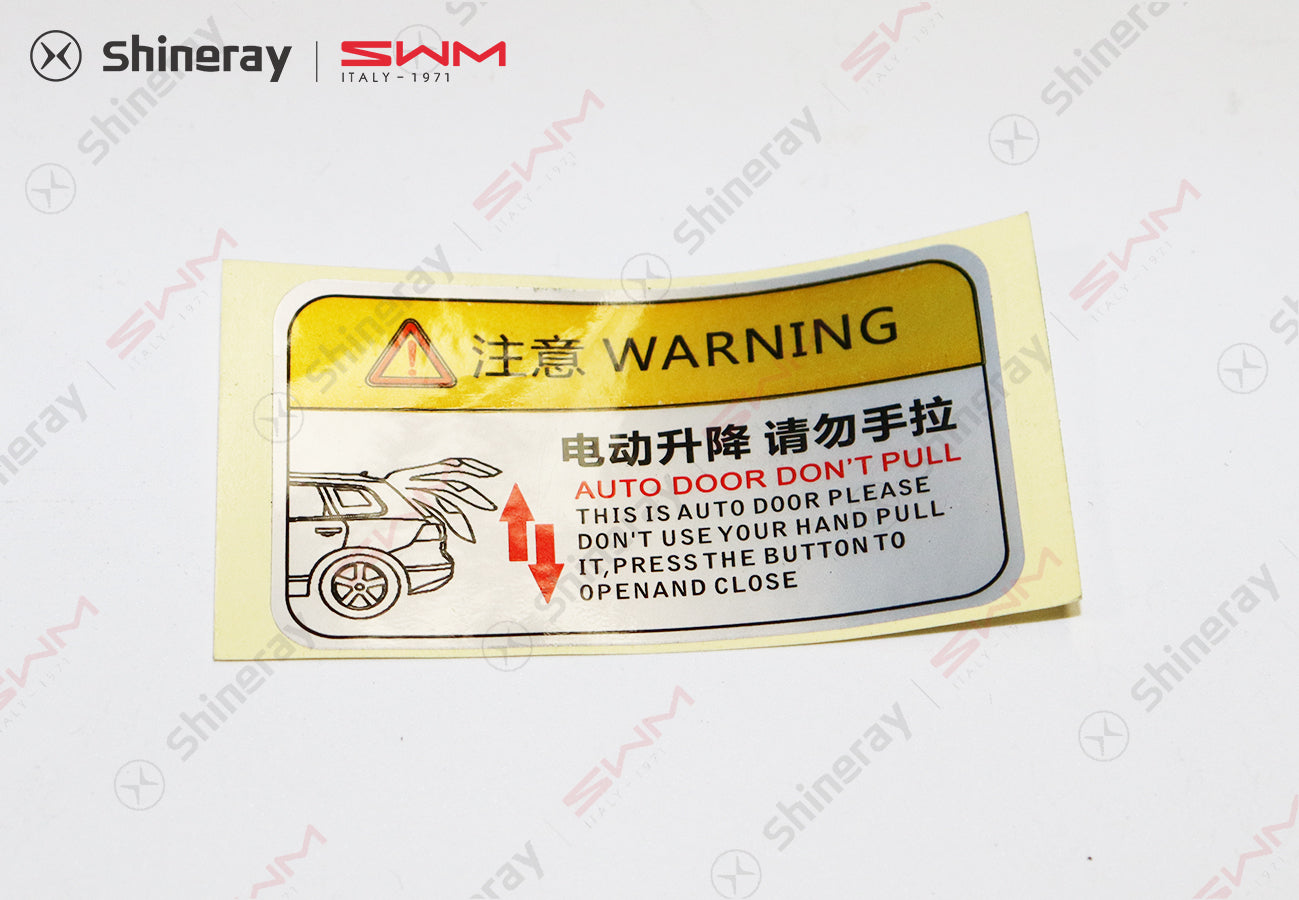 Shineray SWM
ITALY-1971
注意 WARNING
电动升降 请勿手拉
AUTO DOOR DON'T PULL
THIS IS AUTO DOOR PLEASE
DON'T USE YOUR HAND PULL
IT,PRESS THE BUTTON TO
OPENAND CLOSE